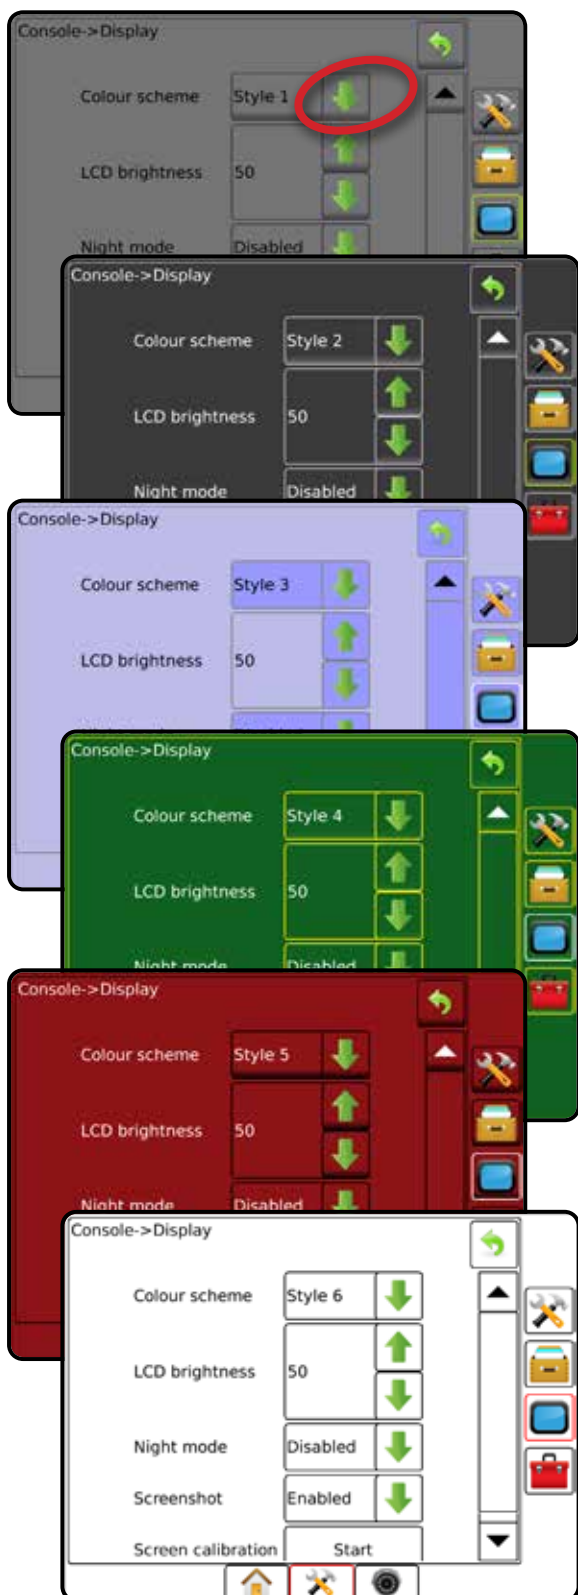 Console->Display
Colour scheme Style 1
LCD brightness 50
Night mode Disabled
Console->Display
Colour scheme Style 2
LCD brightness 50
Night mode Disabled
Console->Display
Colour scheme Style 3
LCD brightness 50
Console->Display
Colour scheme Style 4
LCD brightness 50
Night mode Disabled
Console->Display
Colour scheme Style 5
LCD brightness 50
Night mode Disabled
Console->Display
Colour scheme Style 6
LCD brightness 50
Night mode Disabled
Screenshot Enabled
Screen calibration Start